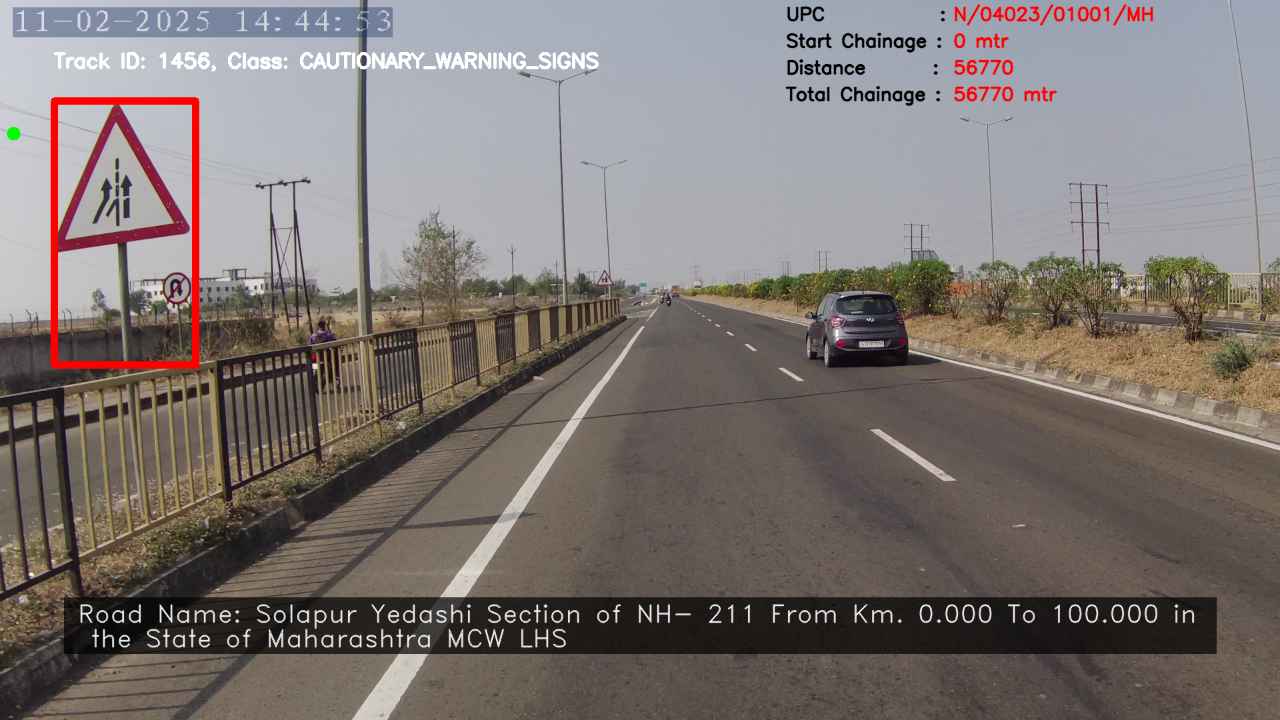 11-02-2025 14:44:53
Track ID: 1456, Class: CAUTIONARY_WARNING_SIGNS
UPC : N/04023/01001/MH
Start Chainage : 0 mtr
Distance : 56770
Total Chainage : 56770 mtr
Road Name: Solapur Yedashi Section of NH- 211 From Km. 0.000 To 100.000 in
the State of Maharashtra MCW LHS